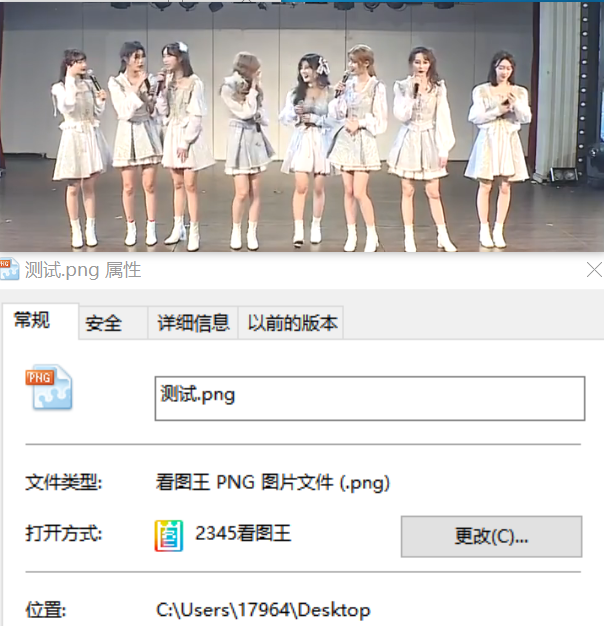 测试.png 属性
常规 安全 详细信息 以前的版本
PNG
测试.png
文件类型: 看图王 PNG 图片文件 (.png)
打开方式: 2345看图王 更改(C)...
位置: C:\Users\17964\Desktop